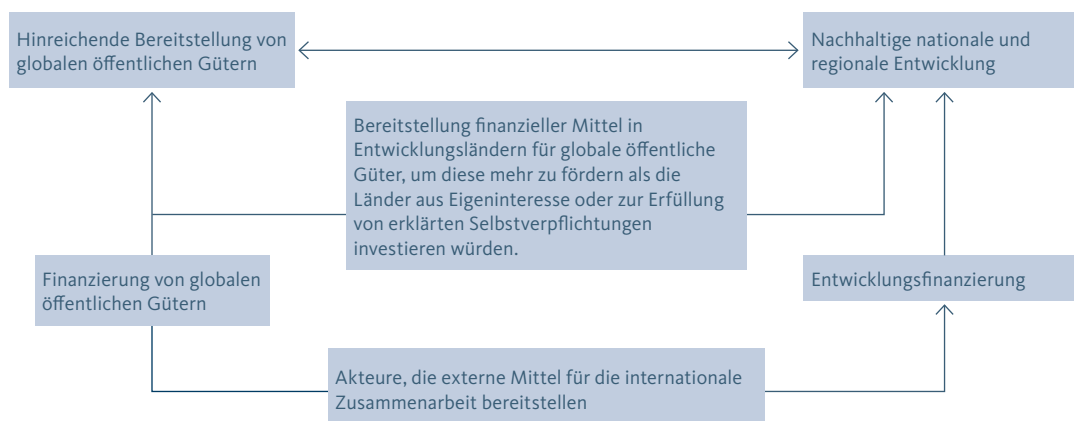 Hinreichende Bereitstellung von
globalen öffentlichen Gütern
Nachhaltige nationale und
regionale Entwicklung
Bereitstellung finanzieller Mittel in
Entwicklungsländern für globale öffentliche
Güter, um diese mehr zu fördern als die
Länder aus Eigeninteresse oder zur Erfüllung
von erklärten Selbstverpflichtungen
investieren würden.
Finanzierung von globalen
öffentlichen Gütern
Entwicklungsfinanzierung
Akteure, die externe Mittel für die internationale
Zusammenarbeit bereitstellen